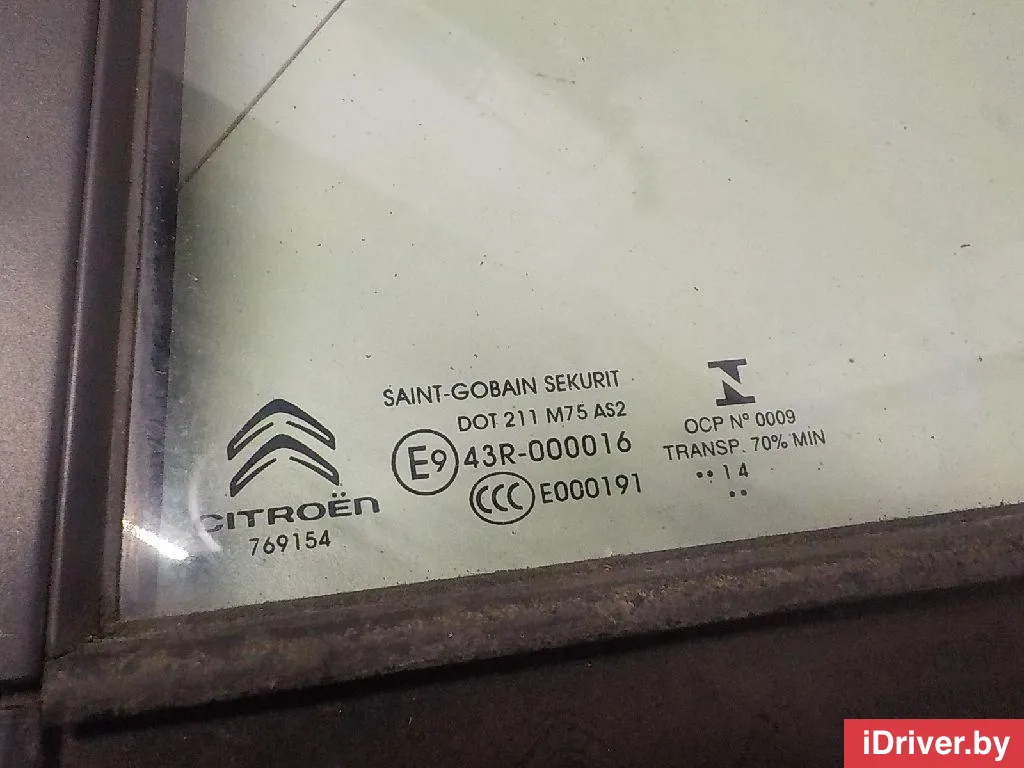 CITROËN
769154
SAINT-GOBAIN SEKURIT
DOT 211 M75 AS2
E9 43R-000016
CCC E000191
N
OCP Nº 0009
TRANSP. 70% MIN
•• 14
••
iDriver.by